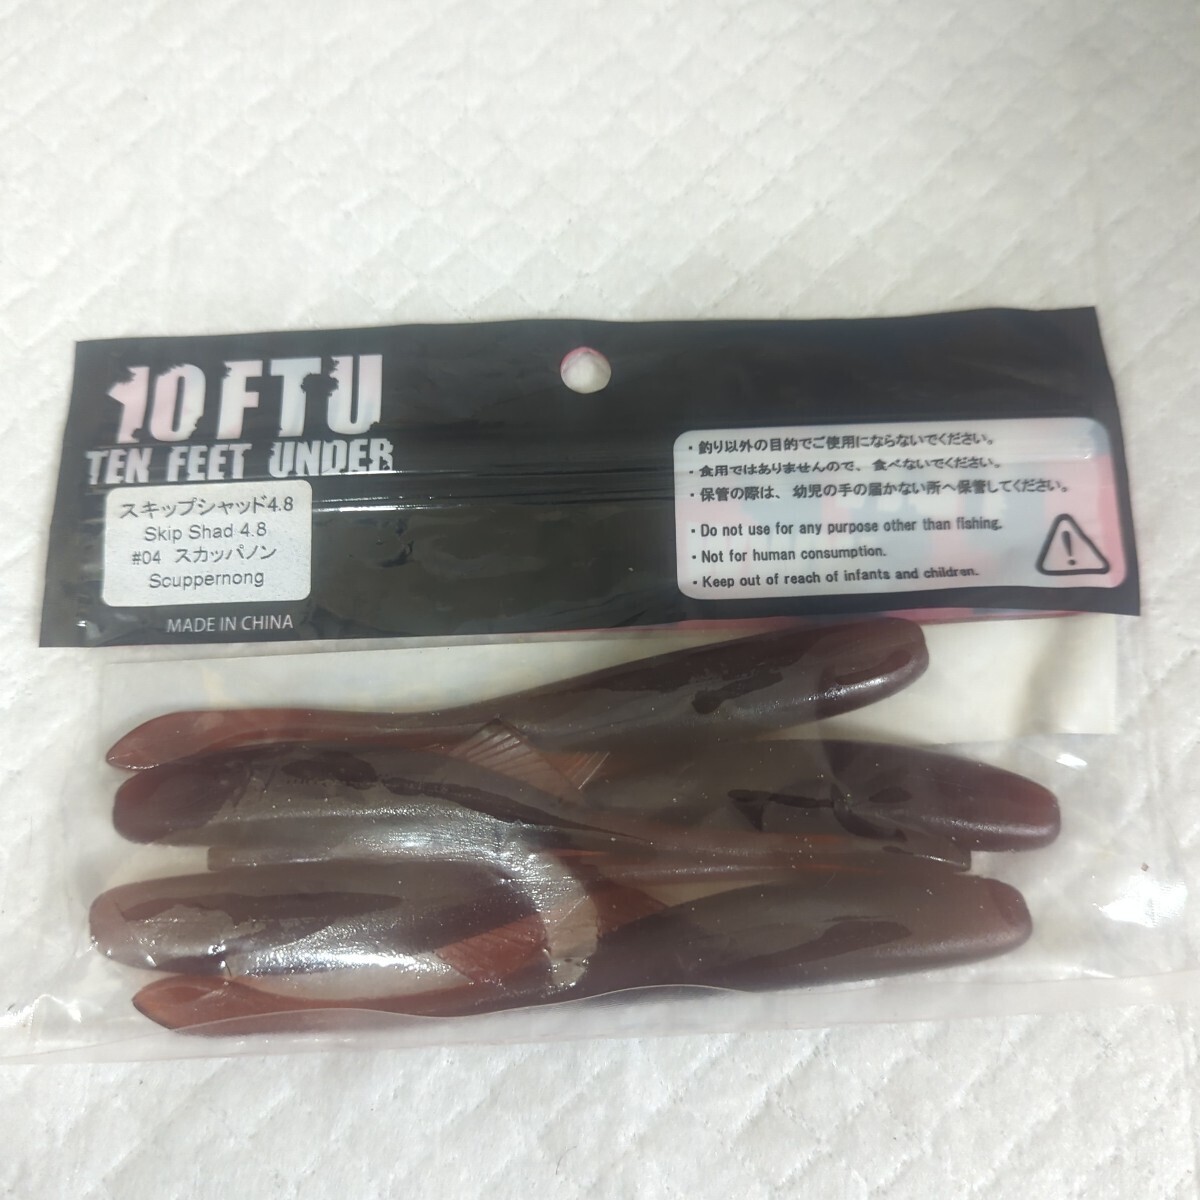 10FTU
TEN FEET UNDER
スキップシャッド4.8
Skip Shad 4.8
#04 スカッパノン
Scuppernong
MADE IN CHINA
・釣り以外の目的でご使用にならないでください。
・食用ではありませんので、食べないでください。
・保管の際は、幼児の手の届かない所へ保管してください。
・Do not use for any purpose other than fishing.
・Not for human consumption.
・Keep out of reach of infants and children.